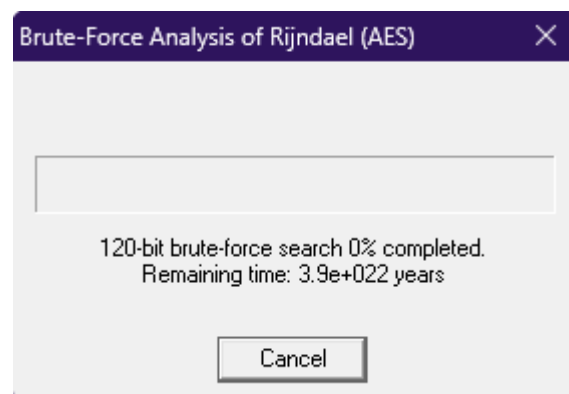 Brute-Force Analysis of Rijndael (AES)
120-bit brute-force search 0% completed.
Remaining time: 3.9e+022 years
Cancel